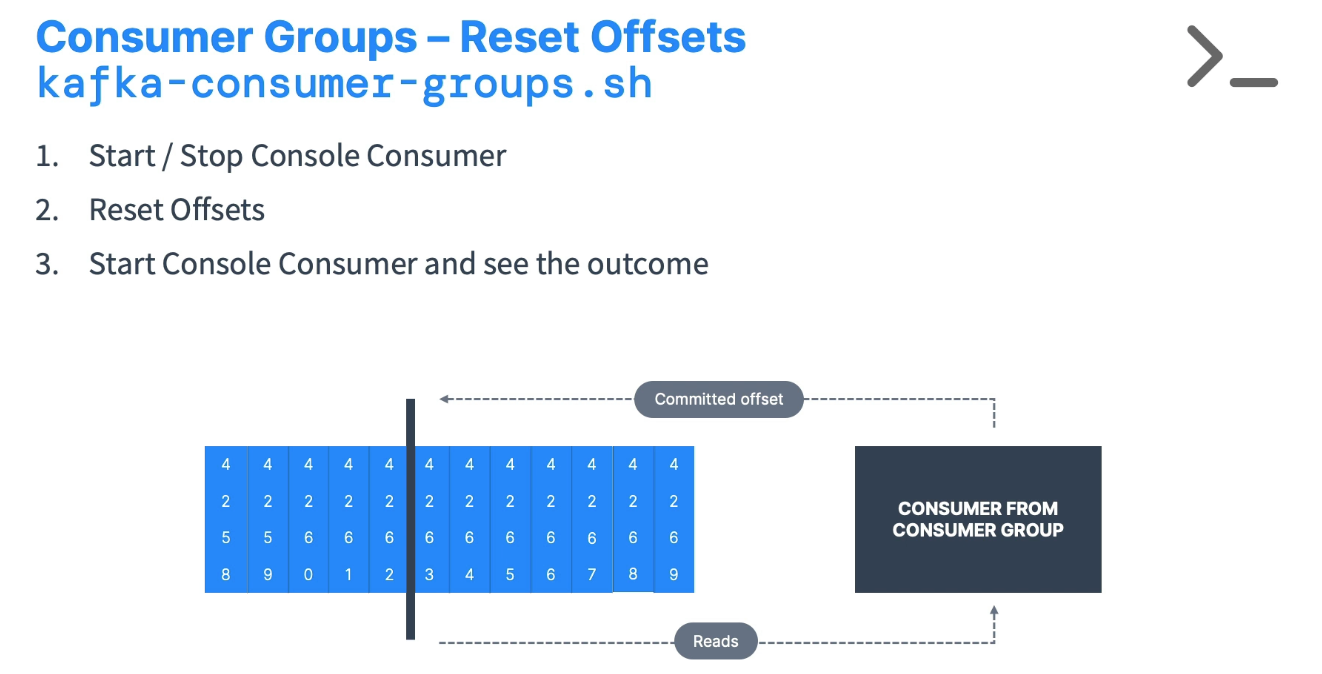 Consumer Groups – Reset Offsets
kafka-consumer-groups.sh
1. Start / Stop Console Consumer
2. Reset Offsets
3. Start Console Consumer and see the outcome
Committed offset
4 4 4 4 4 4 4 4 4 4 4 4
2 2 2 2 2 2 2 2 2 2 2 2
5 5 6 6 6 6 6 6 6 6 6 6
8 9 0 1 2 3 4 5 6 7 8 9
CONSUMER FROM
CONSUMER GROUP
Reads